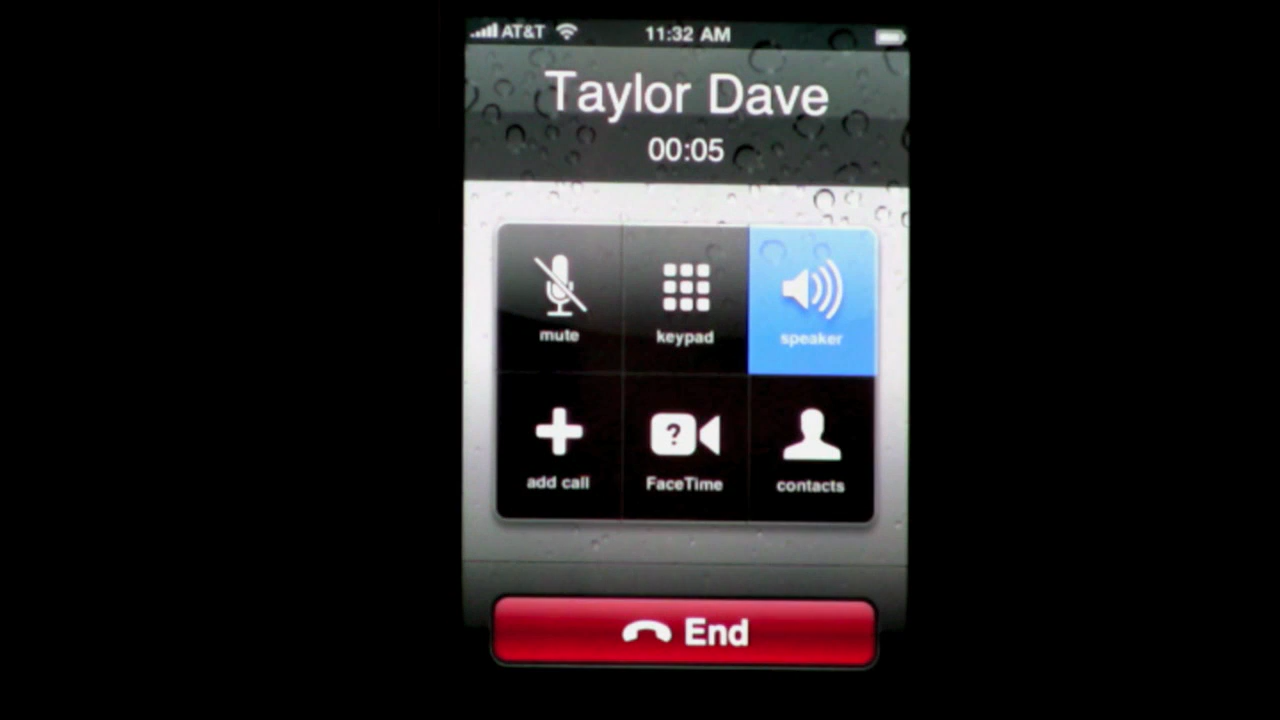 AT&T 11:32 AM
Taylor Dave
00:05
mute keypad speaker
?
add call FaceTime contacts
End